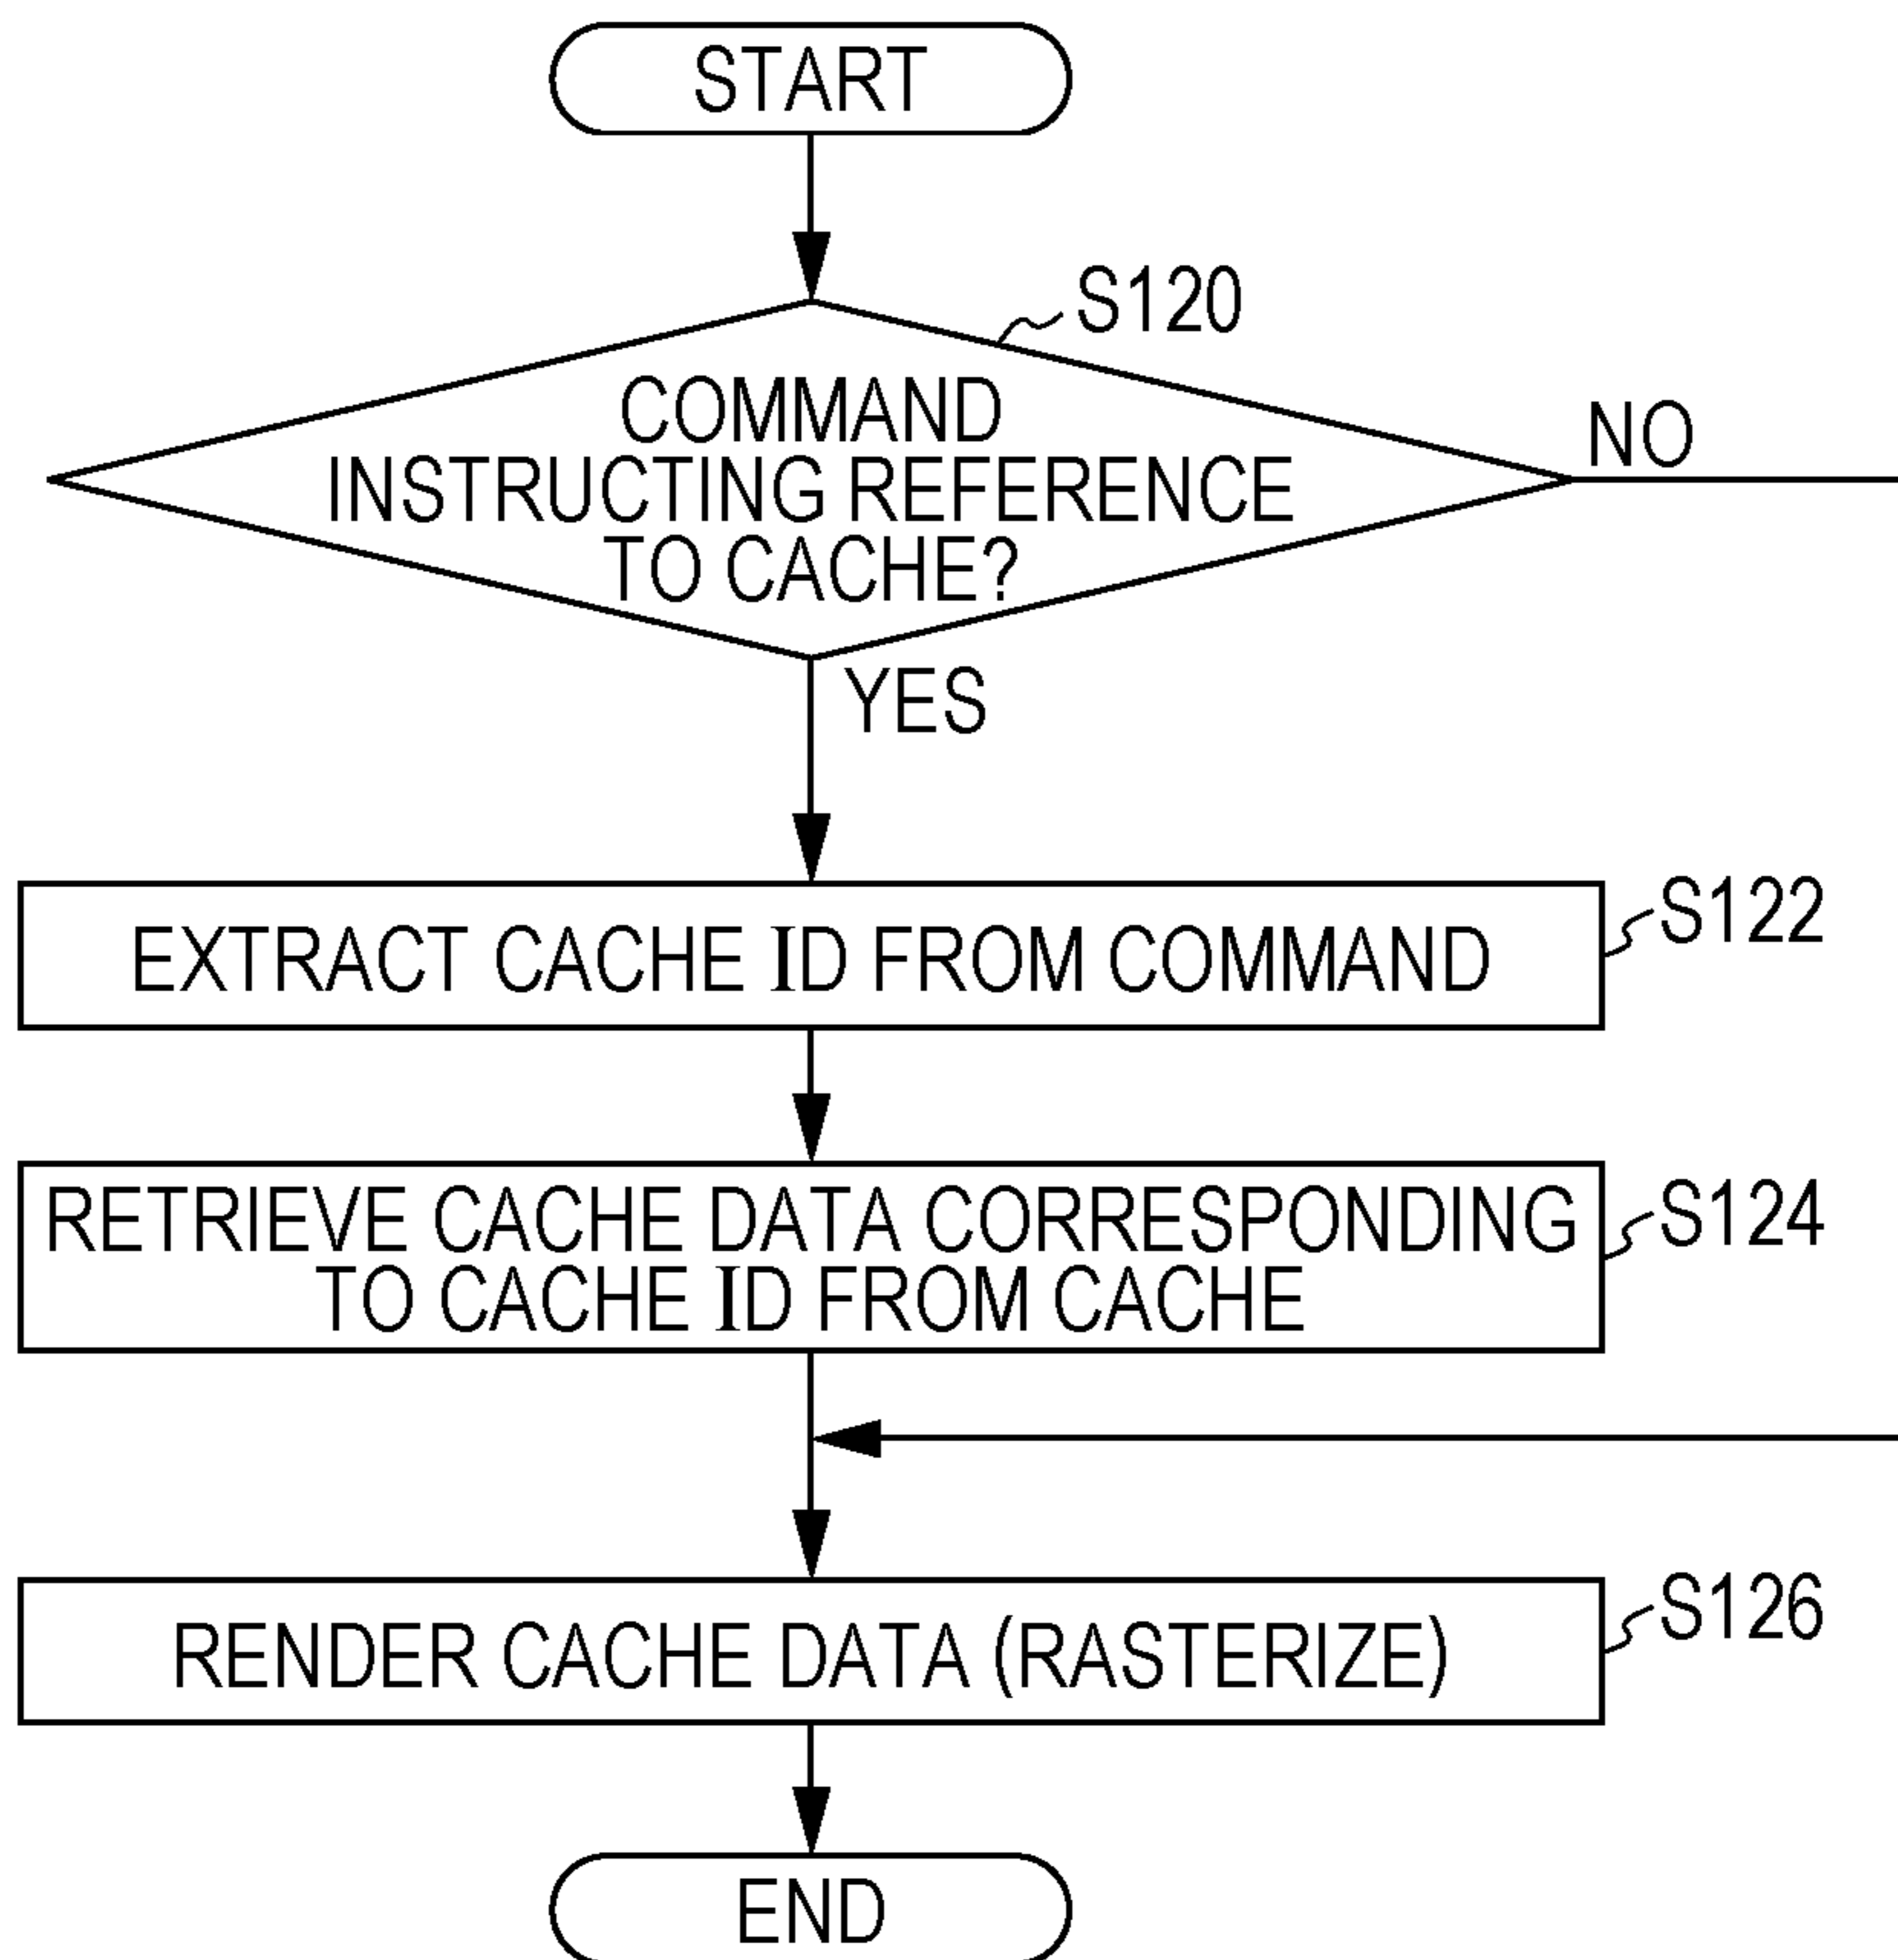 START
S120
COMMAND
INSTRUCTING REFERENCE
TO CACHE?
NO
YES
EXTRACT CACHE ID FROM COMMAND
S122
RETRIEVE CACHE DATA CORRESPONDING
TO CACHE ID FROM CACHE
S124
RENDER CACHE DATA (RASTERIZE)
S126
END